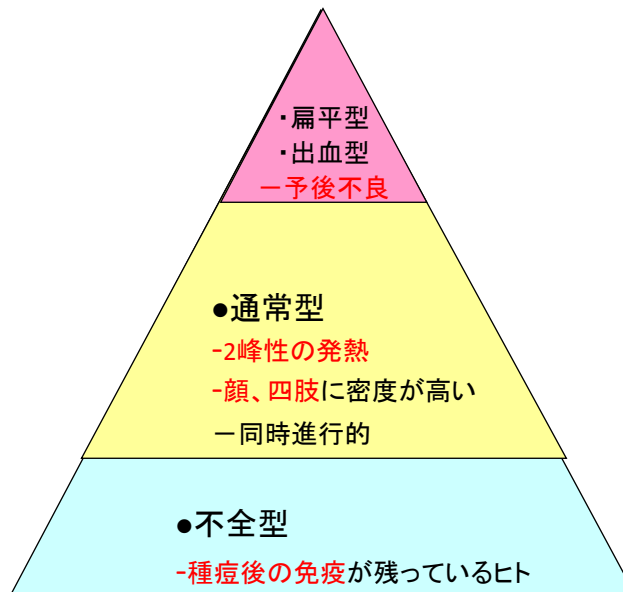 ・扁平型
・出血型
－予後不良
●通常型
-2峰性の発熱
-顔、四肢に密度が高い
－同時進行的
●不全型
-種痘後の免疫が残っているヒト